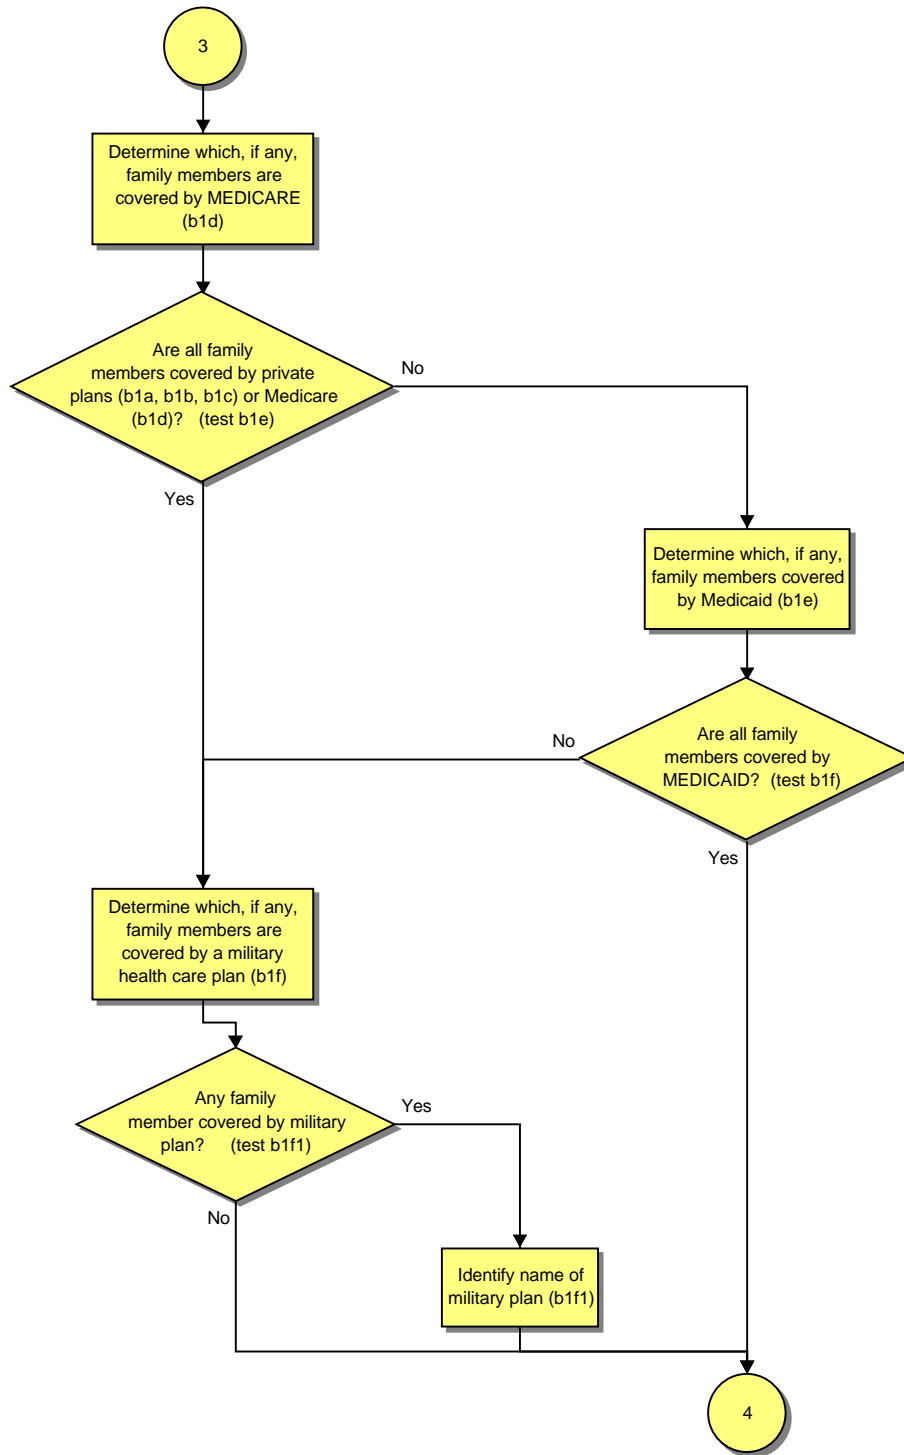 3
Determine which, if any,
family members are
covered by MEDICARE
(b1d)
Are all family
members covered by private
plans (b1a, b1b, b1c) or Medicare
(b1d)? (test b1e)
No
Yes
Determine which, if any,
family members covered
by Medicaid (b1e)
Are all family
members covered by
MEDICAID? (test b1f)
No
Yes
Determine which, if any,
family members are
covered by a military
health care plan (b1f)
Any family
member covered by military
plan? (test b1f1)
Yes
No
Identify name of
military plan (b1f1)
4